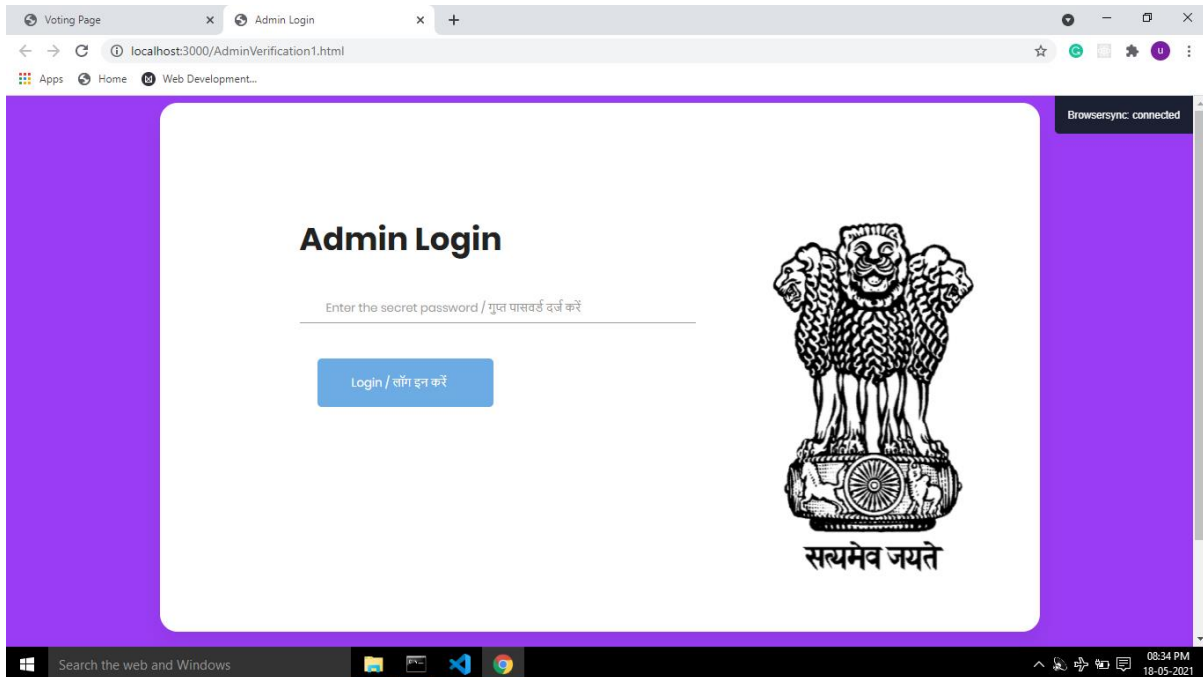 Voting Page
Admin Login
localhost:3000/AdminVerification1.html
U
Apps Home Web Development...
Browsersync: connected
Admin Login
Enter the secret password / गुप्त पासवर्ड दर्ज करें
Login / लॉग इन करें
सत्यमेव जयते
Search the web and Windows
08:34 PM
18-05-2021